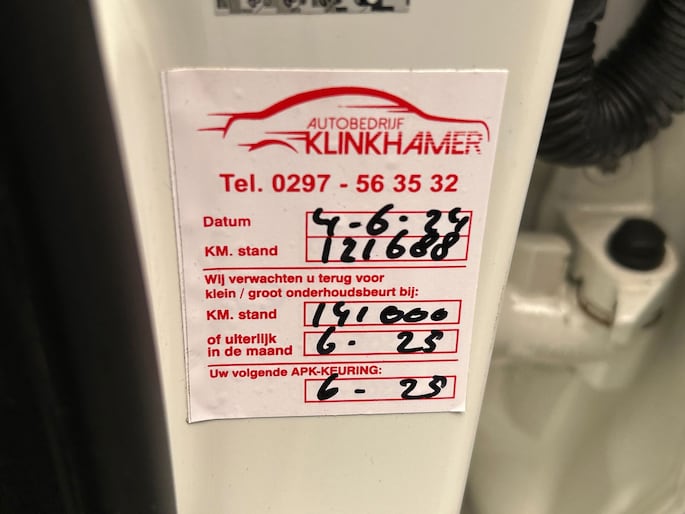 AUTOBEDRIJF
KLINKHAMER
Tel. 0297 - 56 35 32
Datum 4-6-24
KM. stand 121688
Wij verwachten u terug voor
klein / groot onderhoudsbeurt bij:
KM. stand 141000
of uiterlijk
in de maand 6 - 25
Uw volgende APK-KEURING:
6 - 25